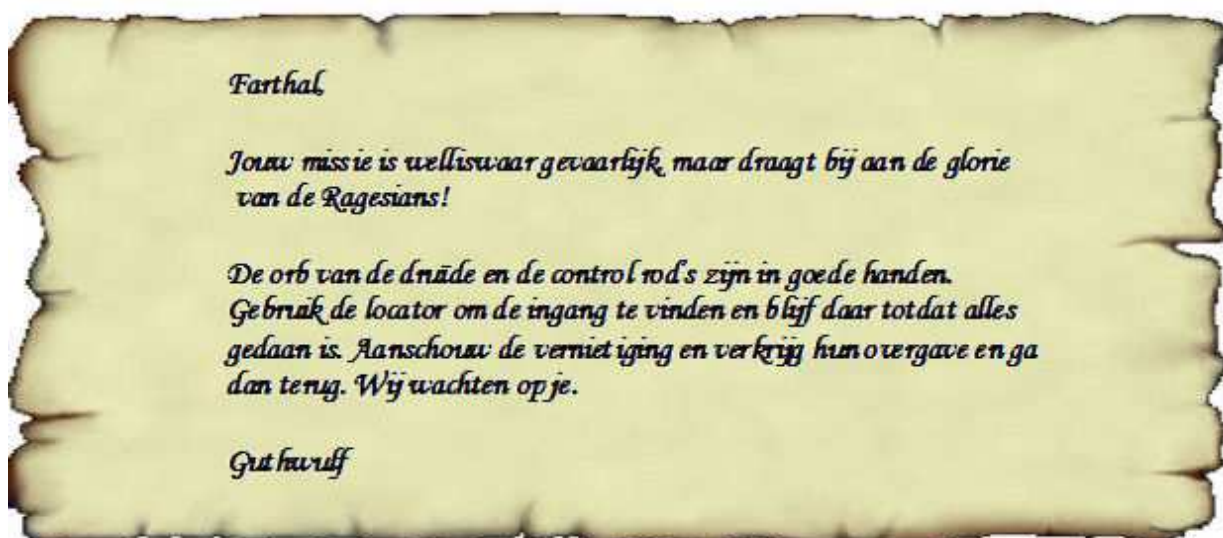 Farthal,
Jouw missie is welliswaar gevaarlijk, maar draagt bij aan de glorie
van de Ragesians!
De orb van de druïde en de control rod's zijn in goede handen.
Gebruik de locator om de ingang te vinden en blijf daar totdat alles
gedaan is. Aanschouw de vernietiging en verkrijg hun overgave en ga
dan terug. Wij wachten op je.
Guthwulf